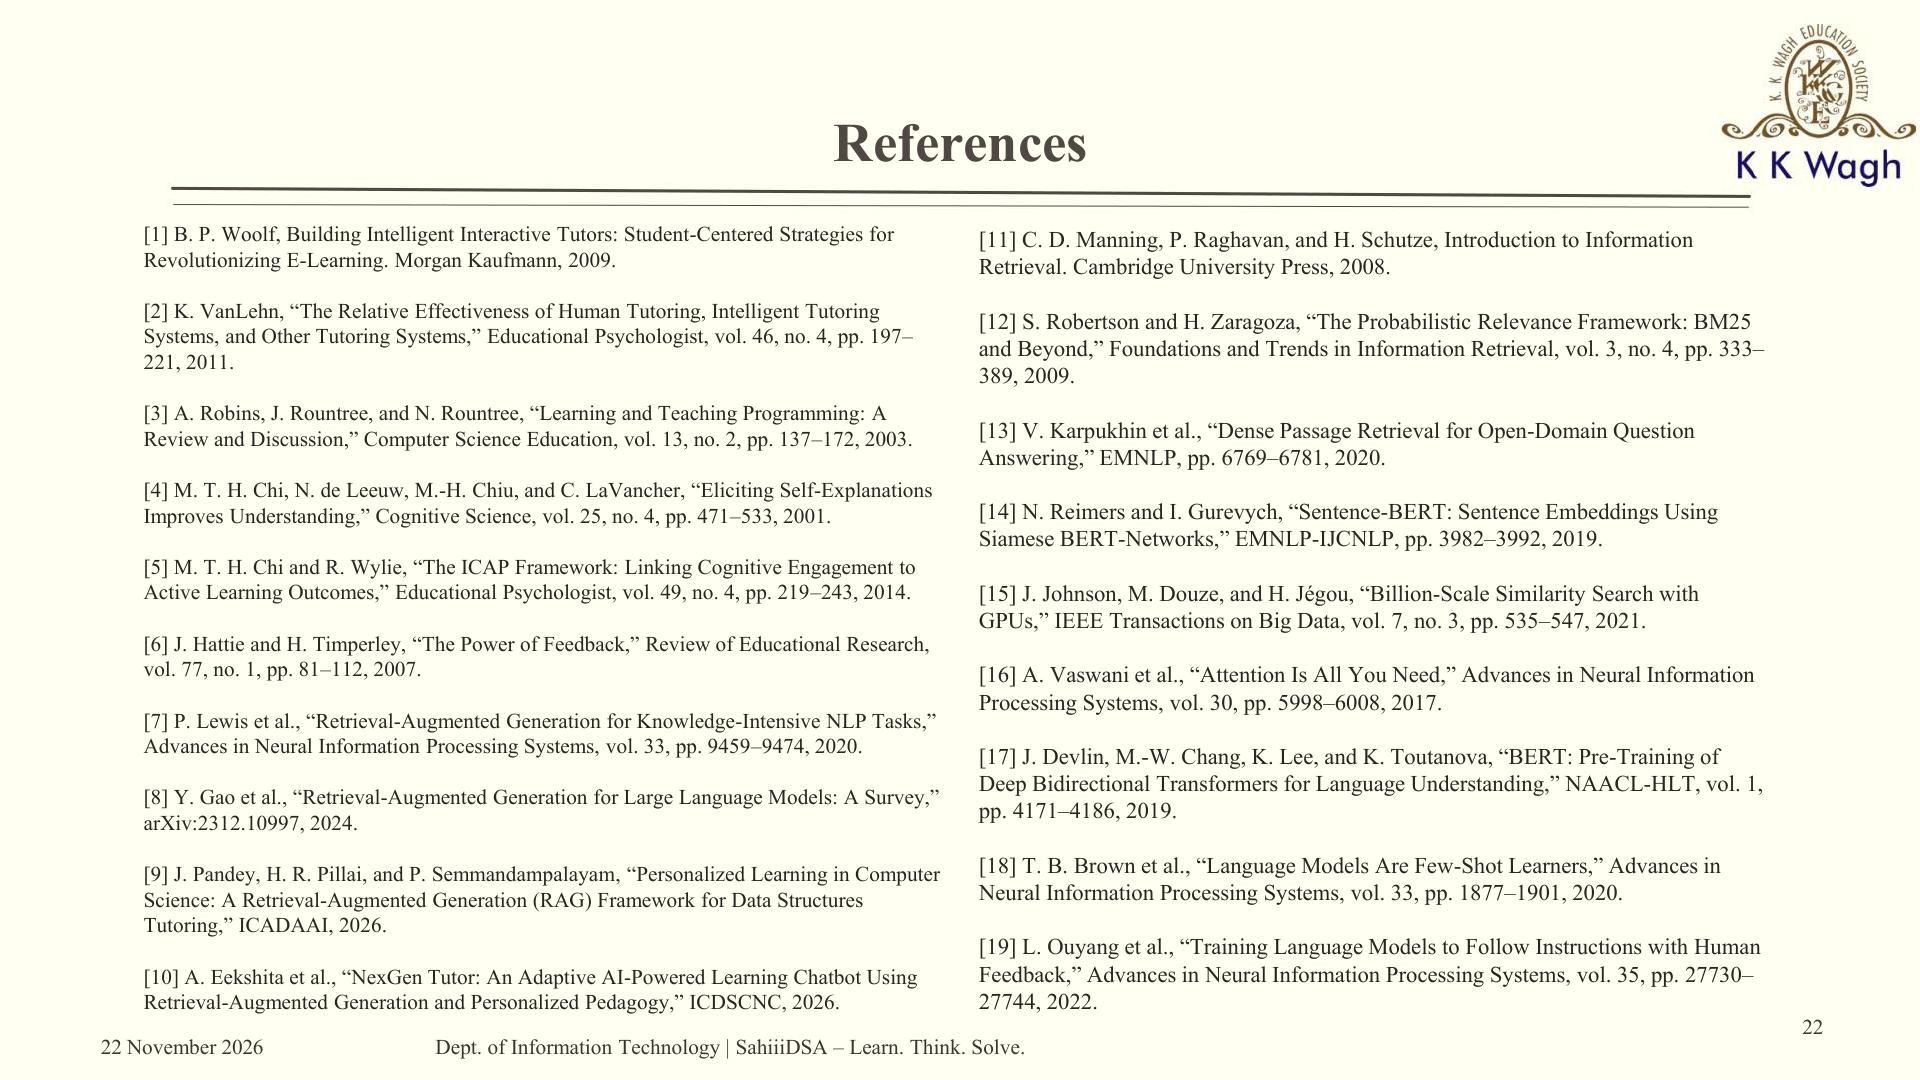 K. K. WAGH EDUCATION SOCIETY
K K Wagh
References
[1] B. P. Woolf, Building Intelligent Interactive Tutors: Student-Centered Strategies for
Revolutionizing E-Learning. Morgan Kaufmann, 2009.
[2] K. VanLehn, “The Relative Effectiveness of Human Tutoring, Intelligent Tutoring
Systems, and Other Tutoring Systems,” Educational Psychologist, vol. 46, no. 4, pp. 197–
221, 2011.
[3] A. Robins, J. Rountree, and N. Rountree, “Learning and Teaching Programming: A
Review and Discussion,” Computer Science Education, vol. 13, no. 2, pp. 137–172, 2003.
[4] M. T. H. Chi, N. de Leeuw, M.-H. Chiu, and C. LaVancher, “Eliciting Self-Explanations
Improves Understanding,” Cognitive Science, vol. 25, no. 4, pp. 471–533, 2001.
[5] M. T. H. Chi and R. Wylie, “The ICAP Framework: Linking Cognitive Engagement to
Active Learning Outcomes,” Educational Psychologist, vol. 49, no. 4, pp. 219–243, 2014.
[6] J. Hattie and H. Timperley, “The Power of Feedback,” Review of Educational Research,
vol. 77, no. 1, pp. 81–112, 2007.
[7] P. Lewis et al., “Retrieval-Augmented Generation for Knowledge-Intensive NLP Tasks,”
Advances in Neural Information Processing Systems, vol. 33, pp. 9459–9474, 2020.
[8] Y. Gao et al., “Retrieval-Augmented Generation for Large Language Models: A Survey,”
arXiv:2312.10997, 2024.
[9] J. Pandey, H. R. Pillai, and P. Semmandampalayam, “Personalized Learning in Computer
Science: A Retrieval-Augmented Generation (RAG) Framework for Data Structures
Tutoring,” ICADAAI, 2026.
[10] A. Eekshita et al., “NexGen Tutor: An Adaptive AI-Powered Learning Chatbot Using
Retrieval-Augmented Generation and Personalized Pedagogy,” ICDSCNC, 2026.
[11] C. D. Manning, P. Raghavan, and H. Schutze, Introduction to Information
Retrieval. Cambridge University Press, 2008.
[12] S. Robertson and H. Zaragoza, “The Probabilistic Relevance Framework: BM25
and Beyond,” Foundations and Trends in Information Retrieval, vol. 3, no. 4, pp. 333–
389, 2009.
[13] V. Karpukhin et al., “Dense Passage Retrieval for Open-Domain Question
Answering,” EMNLP, pp. 6769–6781, 2020.
[14] N. Reimers and I. Gurevych, “Sentence-BERT: Sentence Embeddings Using
Siamese BERT-Networks,” EMNLP-IJCNLP, pp. 3982–3992, 2019.
[15] J. Johnson, M. Douze, and H. Jégou, “Billion-Scale Similarity Search with
GPUs,” IEEE Transactions on Big Data, vol. 7, no. 3, pp. 535–547, 2021.
[16] A. Vaswani et al., “Attention Is All You Need,” Advances in Neural Information
Processing Systems, vol. 30, pp. 5998–6008, 2017.
[17] J. Devlin, M.-W. Chang, K. Lee, and K. Toutanova, “BERT: Pre-Training of
Deep Bidirectional Transformers for Language Understanding,” NAACL-HLT, vol. 1,
pp. 4171–4186, 2019.
[18] T. B. Brown et al., “Language Models Are Few-Shot Learners,” Advances in
Neural Information Processing Systems, vol. 33, pp. 1877–1901, 2020.
[19] L. Ouyang et al., “Training Language Models to Follow Instructions with Human
Feedback,” Advances in Neural Information Processing Systems, vol. 35, pp. 27730–
27744, 2022.
22 November 2026
Dept. of Information Technology | SahiiiDSA – Learn. Think. Solve.
22